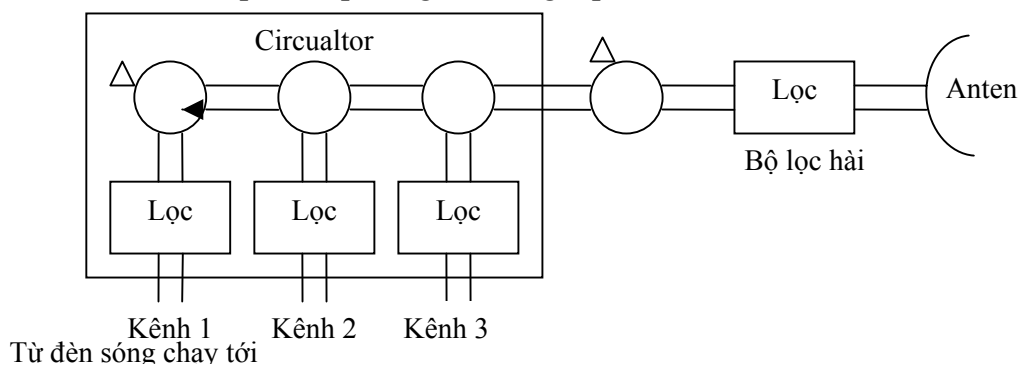 Circualtor
Lọc
Anten
Bộ lọc hài
Lọc
Lọc
Lọc
Kênh 1
Kênh 2
Kênh 3
Từ đèn sóng chạy tới